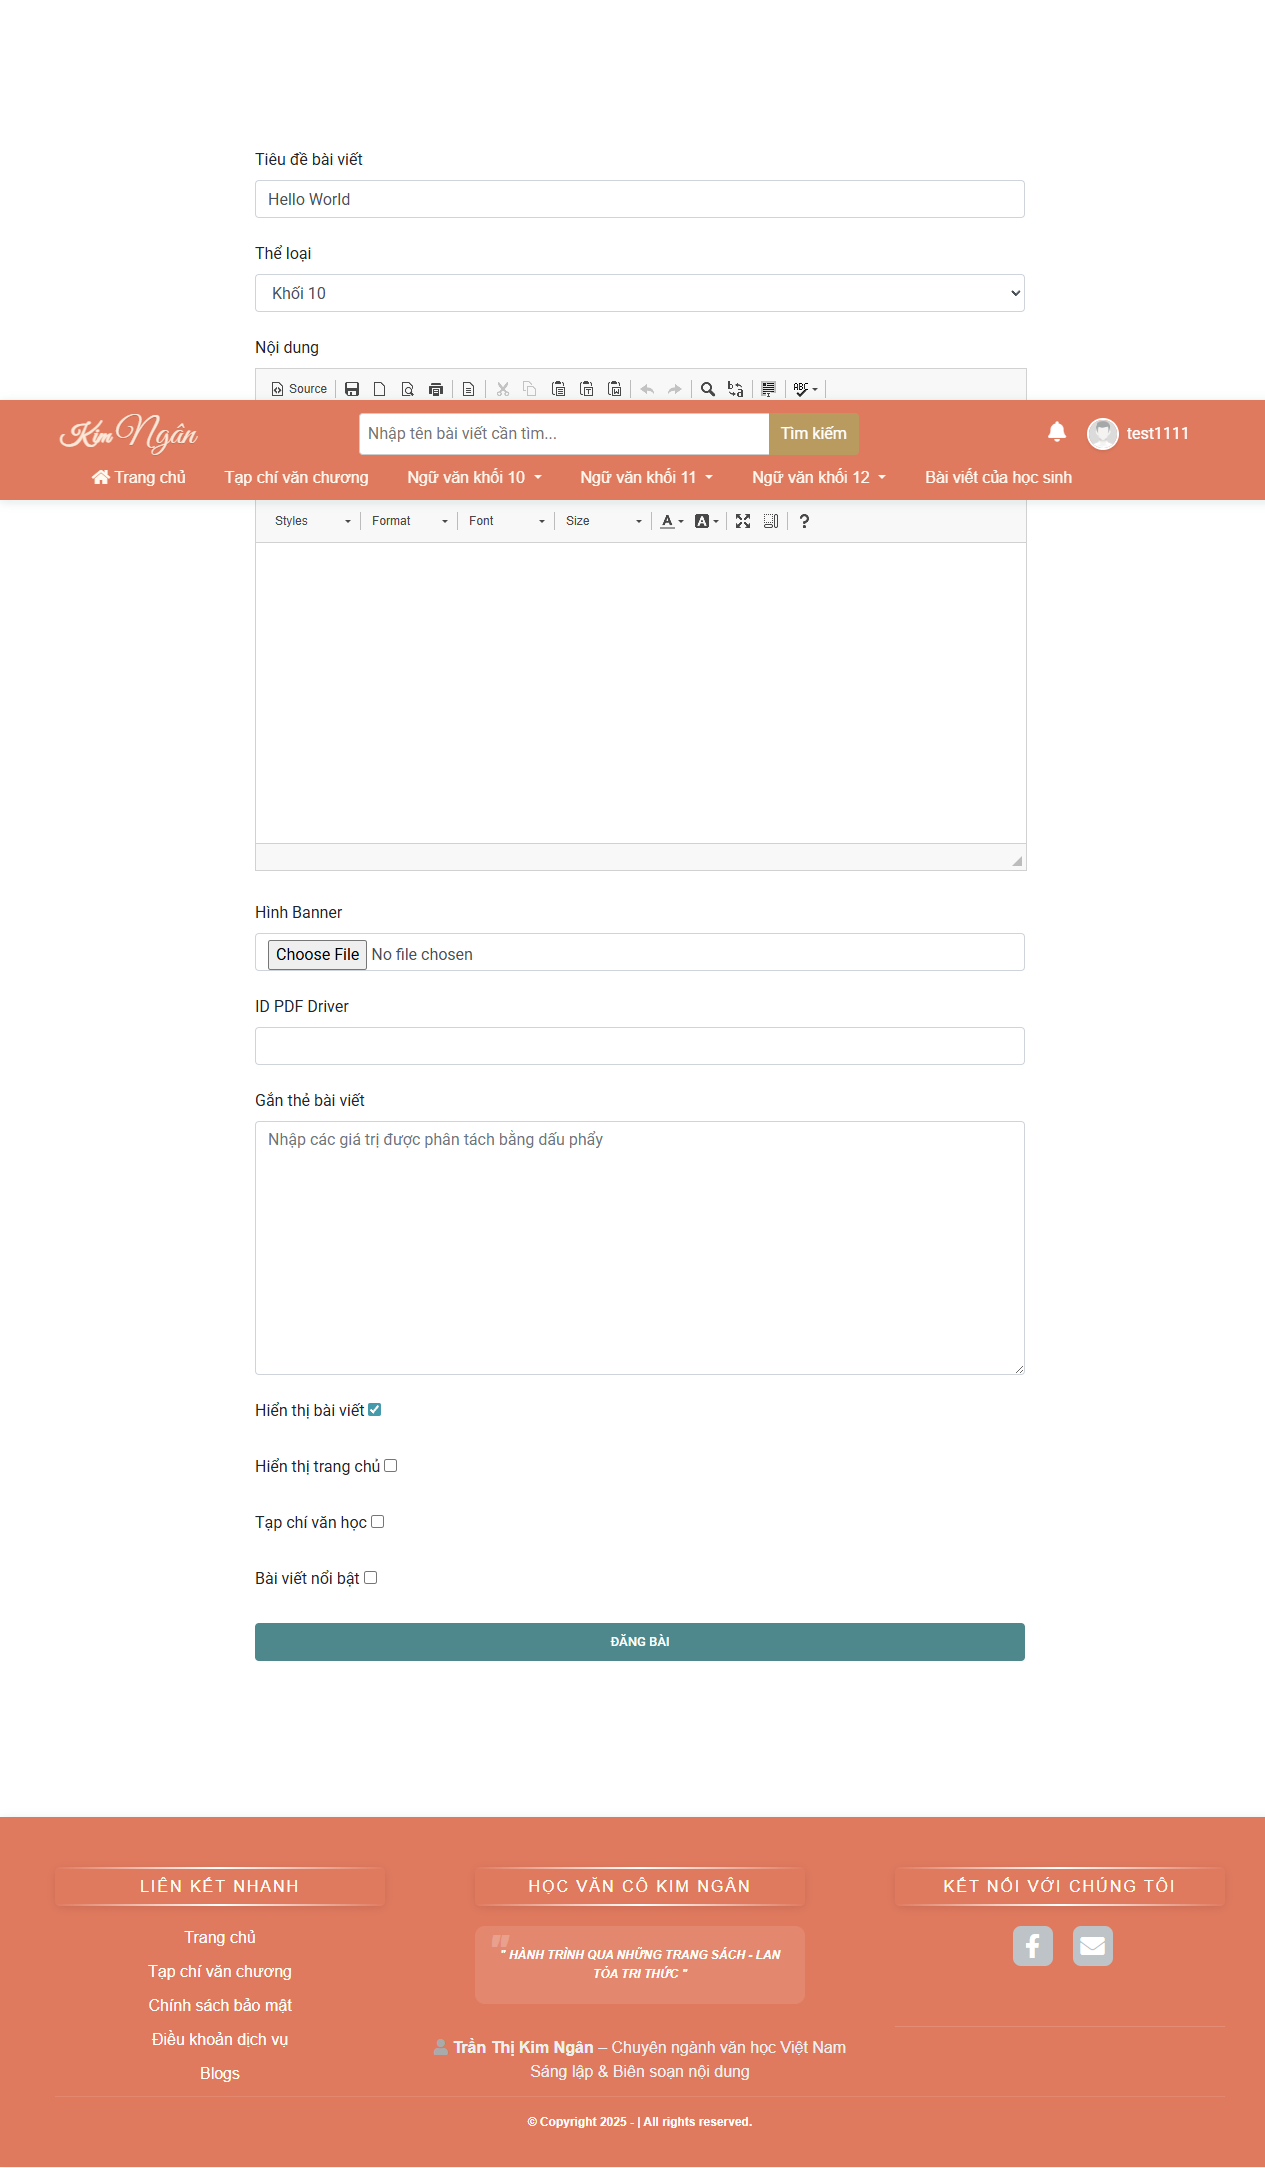 Tiêu đề bài viết
Hello World
Thể loại
Khối 10
Nội dung
Source
Kim Ngân
Nhập tên bài viết cần tìm...
Tìm kiếm
test1111
Trang chủ
Tạp chí văn chương
Ngữ văn khối 10
Ngữ văn khối 11
Ngữ văn khối 12
Bài viết của học sinh
Styles
Format
Font
Size
Hình Banner
Choose File No file chosen
ID PDF Driver
Gắn thẻ bài viết
Nhập các giá trị được phân tách bằng dấu phẩy
Hiển thị bài viết
Hiển thị trang chủ
Tạp chí văn học
Bài viết nổi bật
ĐĂNG BÀI
LIÊN KẾT NHANH
Trang chủ
Tạp chí văn chương
Chính sách bảo mật
Điều khoản dịch vụ
Blogs
HỌC VĂN CÔ KIM NGÂN
" HÀNH TRÌNH QUA NHỮNG TRANG SÁCH - LAN
TỎA TRI THỨC "
Trần Thị Kim Ngân – Chuyên ngành văn học Việt Nam
Sáng lập & Biên soạn nội dung
KẾT NỐI VỚI CHÚNG TÔI
© Copyright 2025 - | All rights reserved.